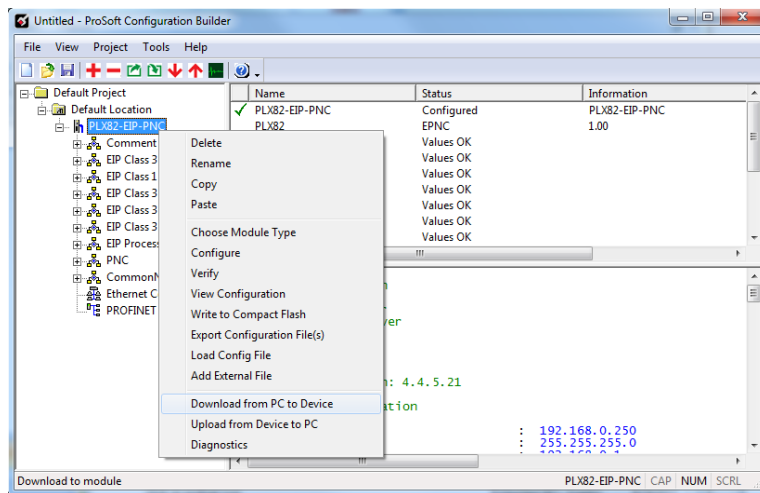 Untitled - ProSoft Configuration Builder
File View Project Tools Help
Default Project
Default Location
PLX82-EIP-PNC
Comment
EIP Class 3
EIP Class 1
EIP Class 3
EIP Class 3
EIP Class 3
EIP Process
PNC
Ethernet C
PROFINET
Name Status Information
PLX82-EIP-PNC Configured PLX82-EIP-PNC
PLX82 EPNC 1.00
Values OK
Values OK
Values OK
Values OK
Values OK
Values OK
Values OK
Delete
Rename
Copy
Paste
Choose Module Type
Configure
Verify
View Configuration
Write to Compact Flash
Export Configuration File(s)
Load Config File
Add External File
Download from PC to Device
Upload from Device to PC
Diagnostics
: 4.4.5.21
: 192.168.0.250
: 255.255.255.0
Download to module PLX82-EIP-PNC CAP NUM SCRL